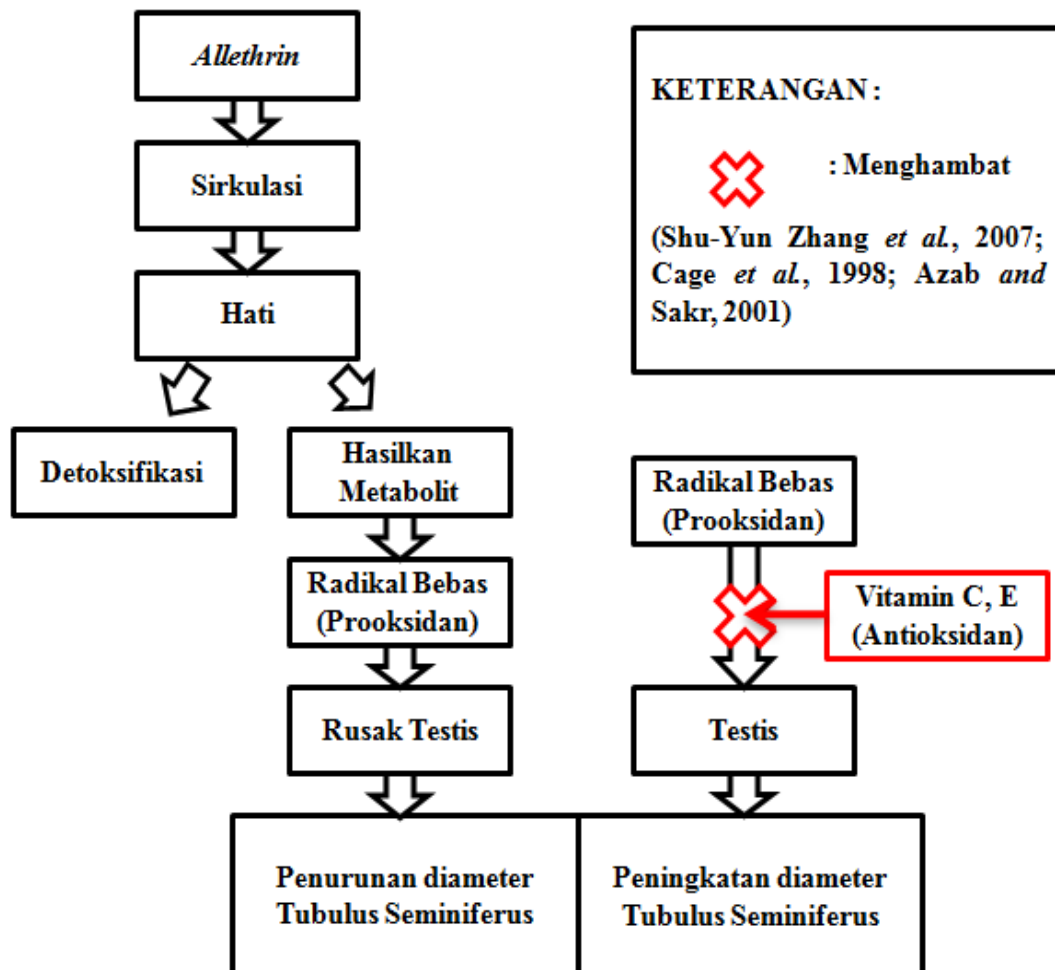 Allethrin
Sirkulasi
Hati
Detoksifikasi
Hasilkan
Metabolit
Radikal Bebas
(Prooksidan)
Rusak Testis
Penurunan diameter
Tubulus Seminiferus
KETERANGAN :
: Menghambat
(Shu-Yun Zhang et al., 2007;
Cage et al., 1998; Azab and
Sakr, 2001)
Radikal Bebas
(Prooksidan)
Vitamin C, E
(Antioksidan)
Testis
Peningkatan diameter
Tubulus Seminiferus